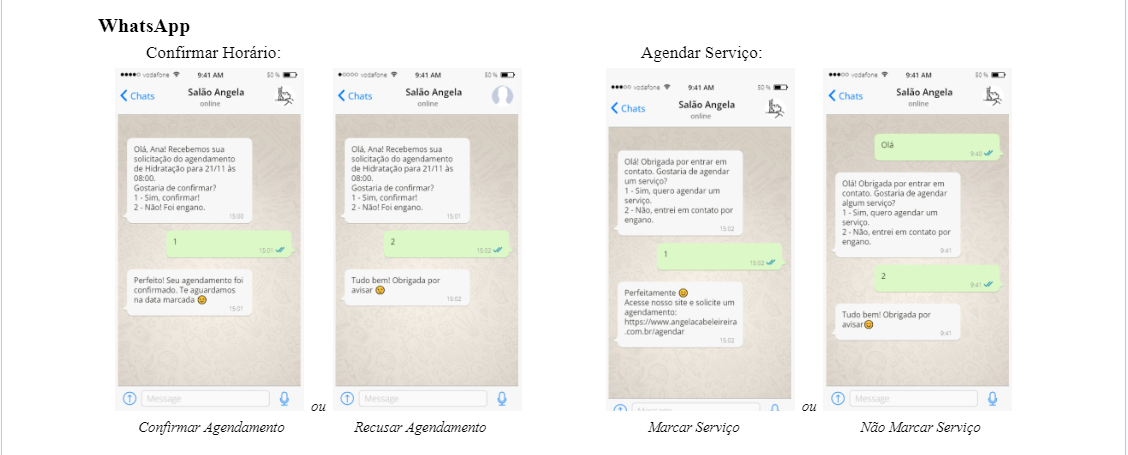 WhatsApp
Confirmar Horário:
vodafone 9:41 AM 50 %
Chats Salão Angela
online
Olá, Ana! Recebemos sua
solicitação do agendamento
de Hidratação para 21/11 às
08:00.
Gostaria de confirmar?
1 - Sim, confirmar!
2 - Não! Foi engano.
15:00
1
15:01
Perfeito! Seu agendamento foi
confirmado. Te aguardamos
na data marcada 😊
15:01
Message
Confirmar Agendamento
ou
vodafone 9:41 AM 50 %
Chats Salão Angela
online
Olá, Ana! Recebemos sua
solicitação do agendamento
de Hidratação para 21/11 às
08:00.
Gostaria de confirmar?
1 - Sim, confirmar!
2 - Não! Foi engano.
15:01
2
15:02
Tudo bem! Obrigada por
avisar 😊
15:02
Message
Recusar Agendamento
Agendar Serviço:
vodafone 9:41 AM 50 %
Chats Salão Angela
online
Olá! Obrigada por entrar em
contato. Gostaria de agendar
um serviço?
1 - Sim, quero agendar um
serviço.
2 - Não, entrei em contato por
engano.
15:02
1
15:02
Perfeitamente 😊
Acesse nosso site e solicite um
agendamento:
https://www.angelacabeleireira
.com.br/agendar
15:02
Message
Marcar Serviço
ou
vodafone 9:41 AM 50 %
Chats Salão Angela
online
Olá
9:40
Olá! Obrigada por entrar em
contato. Gostaria de agendar
algum serviço?
1 - Sim, quero agendar um
serviço.
2 - Não, entrei em contato por
engano.
9:41
2
9:41
Tudo bem! Obrigada por
avisar😊
9:41
Message
Não Marcar Serviço